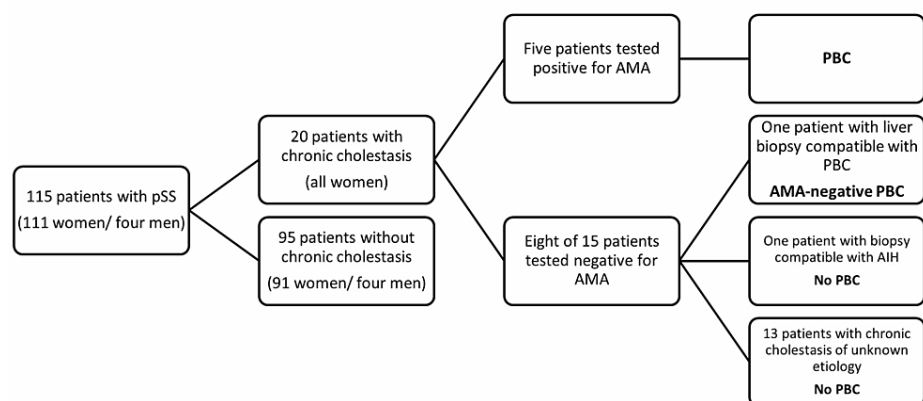 115 patients with pSS
(111 women/ four men)
20 patients with
chronic cholestasis
(all women)
95 patients without
chronic cholestasis
(91 women/ four men)
Five patients tested
positive for AMA
Eight of 15 patients
tested negative for
AMA
PBC
One patient with liver
biopsy compatible with
PBC
AMA-negative PBC
One patient with biopsy
compatible with AIH
No PBC
13 patients with chronic
cholestasis of unknown
etiology
No PBC